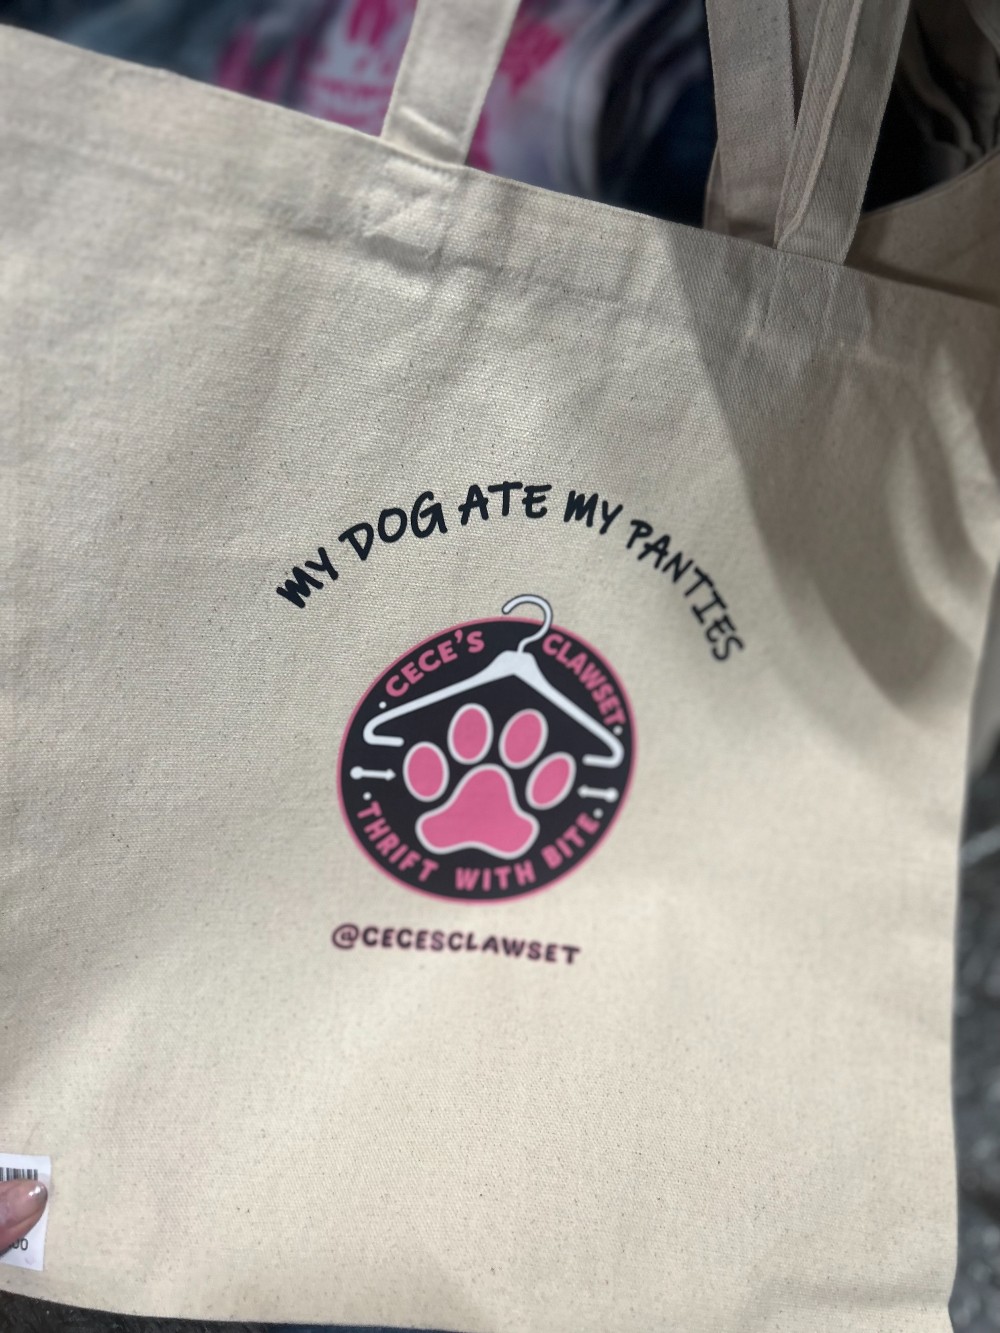 MY DOG ATE MY PANTIES
· CECE'S CLAWSET ·
· THRIFT WITH BITE ·
@CECESCLAWSET